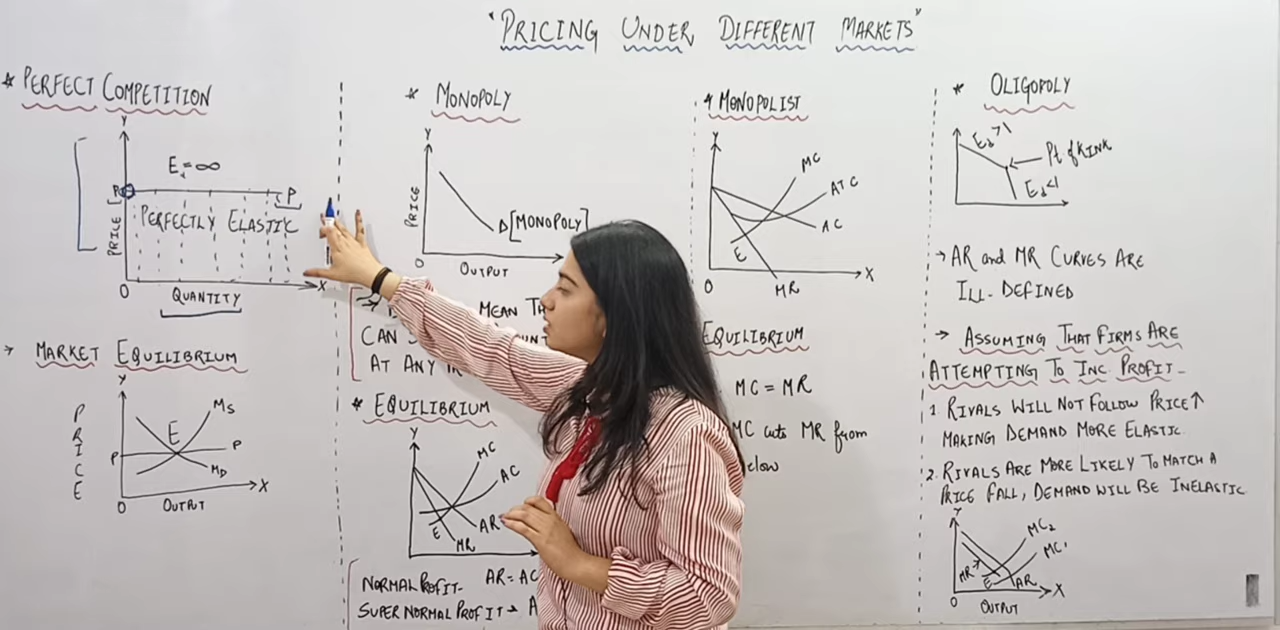 "PRICING UNDER DIFFERENT MARKETS"
* PERFECT COMPETITION
Y
Ed=∞
P
P
PERFECTLY ELASTIC
PRICE
O
X
QUANTITY
→ MARKET EQUILIBRIUM
Y
PRICE
MS
E
P
P
MD
O
OUTPUT
X
* MONOPOLY
Y
PRICE
D [MONOPOLY]
O
OUTPUT
MEAN
CAN
AT ANY
* EQUILIBRIUM
Y
MC
AC
E
AR
MR
NORMAL PROFIT- AR=AC
SUPER NORMAL PROFIT→ A
* MONOPOLIST
Y
MC
ATC
AC
E
O
MR
X
EQUILIBRIUM
MC = MR
MC cuts MR from
* OLIGOPOLY
Ed>1
Pt of KINK
Ed<1
→ AR and MR CURVES ARE
ILL-DEFINED
→ ASSUMING THAT FIRMS ARE
ATTEMPTING TO INC. PROFIT-
1. RIVALS WILL NOT FOLLOW PRICE↑
MAKING DEMAND MORE ELASTIC.
2. RIVALS ARE MORE LIKELY TO MATCH A
PRICE FALL, DEMAND WILL BE INELASTIC
Y
MC2
MC1
MR
E
AR
O
OUTPUT
X